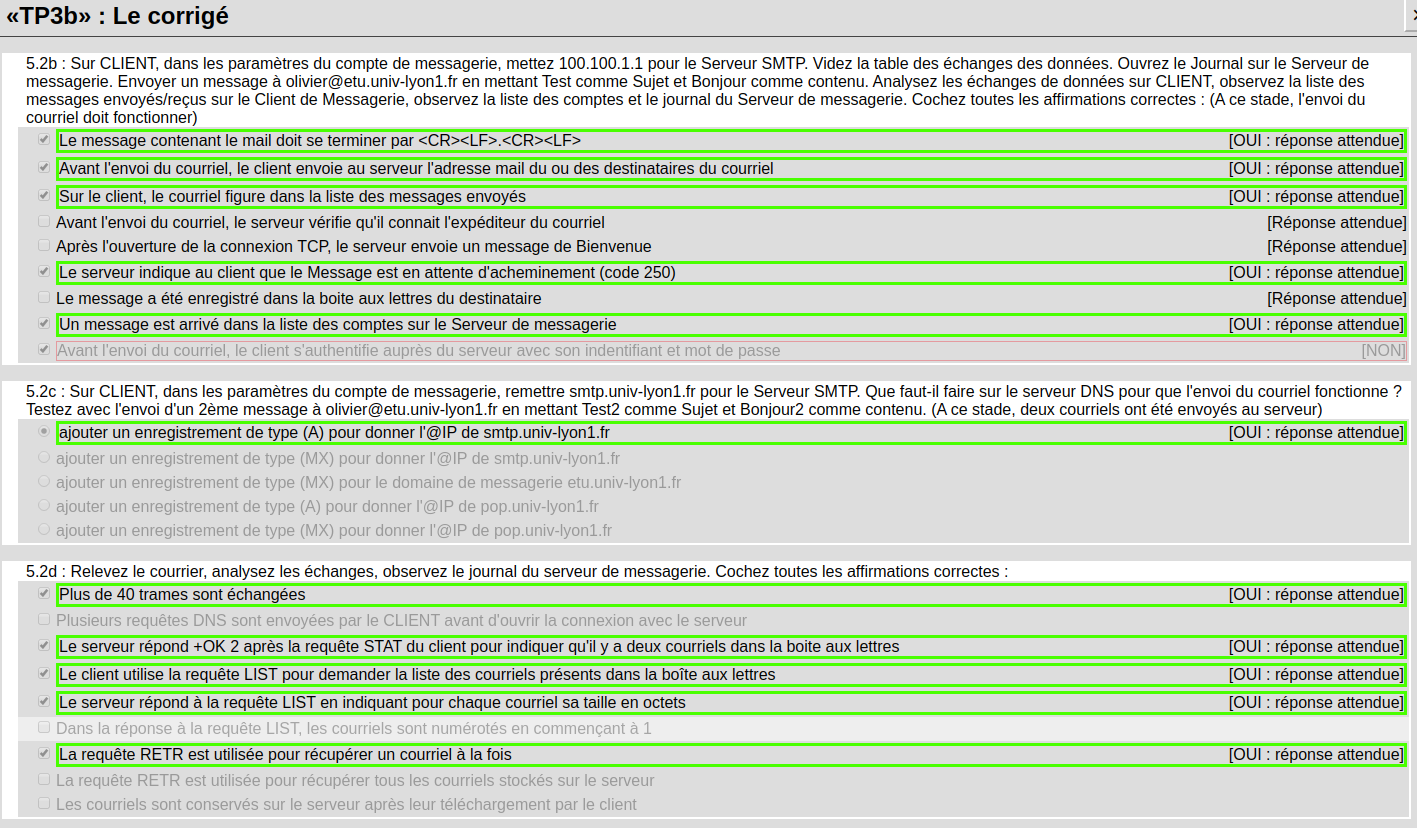 «TP3b» : Le corrigé
5.2b : Sur CLIENT, dans les paramètres du compte de messagerie, mettez 100.100.1.1 pour le Serveur SMTP. Videz la table des échanges des données. Ouvrez le Journal sur le Serveur de
messagerie. Envoyer un message à olivier@etu.univ-lyon1.fr en mettant Test comme Sujet et Bonjour comme contenu. Analysez les échanges de données sur CLIENT, observez la liste des
messages envoyés/reçus sur le Client de Messagerie, observez la liste des comptes et le journal du Serveur de messagerie. Cochez toutes les affirmations correctes : (A ce stade, l'envoi du
courriel doit fonctionner)
Le message contenant le mail doit se terminer par <CR><LF>.<CR><LF> [OUI : réponse attendue]
Avant l'envoi du courriel, le client envoie au serveur l'adresse mail du ou des destinataires du courriel [OUI : réponse attendue]
Sur le client, le courriel figure dans la liste des messages envoyés [OUI : réponse attendue]
Avant l'envoi du courriel, le serveur vérifie qu'il connait l'expéditeur du courriel [Réponse attendue]
Après l'ouverture de la connexion TCP, le serveur envoie un message de Bienvenue [Réponse attendue]
Le serveur indique au client que le Message est en attente d'acheminement (code 250) [OUI : réponse attendue]
Le message a été enregistré dans la boite aux lettres du destinataire [Réponse attendue]
Un message est arrivé dans la liste des comptes sur le Serveur de messagerie [OUI : réponse attendue]
Avant l'envoi du courriel, le client s'authentifie auprès du serveur avec son indentifiant et mot de passe [NON]
5.2c : Sur CLIENT, dans les paramètres du compte de messagerie, remettre smtp.univ-lyon1.fr pour le Serveur SMTP. Que faut-il faire sur le serveur DNS pour que l'envoi du courriel fonctionne ?
Testez avec l'envoi d'un 2ème message à olivier@etu.univ-lyon1.fr en mettant Test2 comme Sujet et Bonjour2 comme contenu. (A ce stade, deux courriels ont été envoyés au serveur)
ajouter un enregistrement de type (A) pour donner l'@IP de smtp.univ-lyon1.fr [OUI : réponse attendue]
ajouter un enregistrement de type (MX) pour donner l'@IP de smtp.univ-lyon1.fr
ajouter un enregistrement de type (MX) pour le domaine de messagerie etu.univ-lyon1.fr
ajouter un enregistrement de type (A) pour donner l'@IP de pop.univ-lyon1.fr
ajouter un enregistrement de type (MX) pour donner l'@IP de pop.univ-lyon1.fr
5.2d : Relevez le courrier, analysez les échanges, observez le journal du serveur de messagerie. Cochez toutes les affirmations correctes :
Plus de 40 trames sont échangées [OUI : réponse attendue]
Plusieurs requêtes DNS sont envoyées par le CLIENT avant d'ouvrir la connexion avec le serveur
Le serveur répond +OK 2 après la requête STAT du client pour indiquer qu'il y a deux courriels dans la boite aux lettres [OUI : réponse attendue]
Le client utilise la requête LIST pour demander la liste des courriels présents dans la boîte aux lettres [OUI : réponse attendue]
Le serveur répond à la requête LIST en indiquant pour chaque courriel sa taille en octets [OUI : réponse attendue]
Dans la réponse à la requête LIST, les courriels sont numérotés en commençant à 1
La requête RETR est utilisée pour récupérer un courriel à la fois [OUI : réponse attendue]
La requête RETR est utilisée pour récupérer tous les courriels stockés sur le serveur
Les courriels sont conservés sur le serveur après leur téléchargement par le client